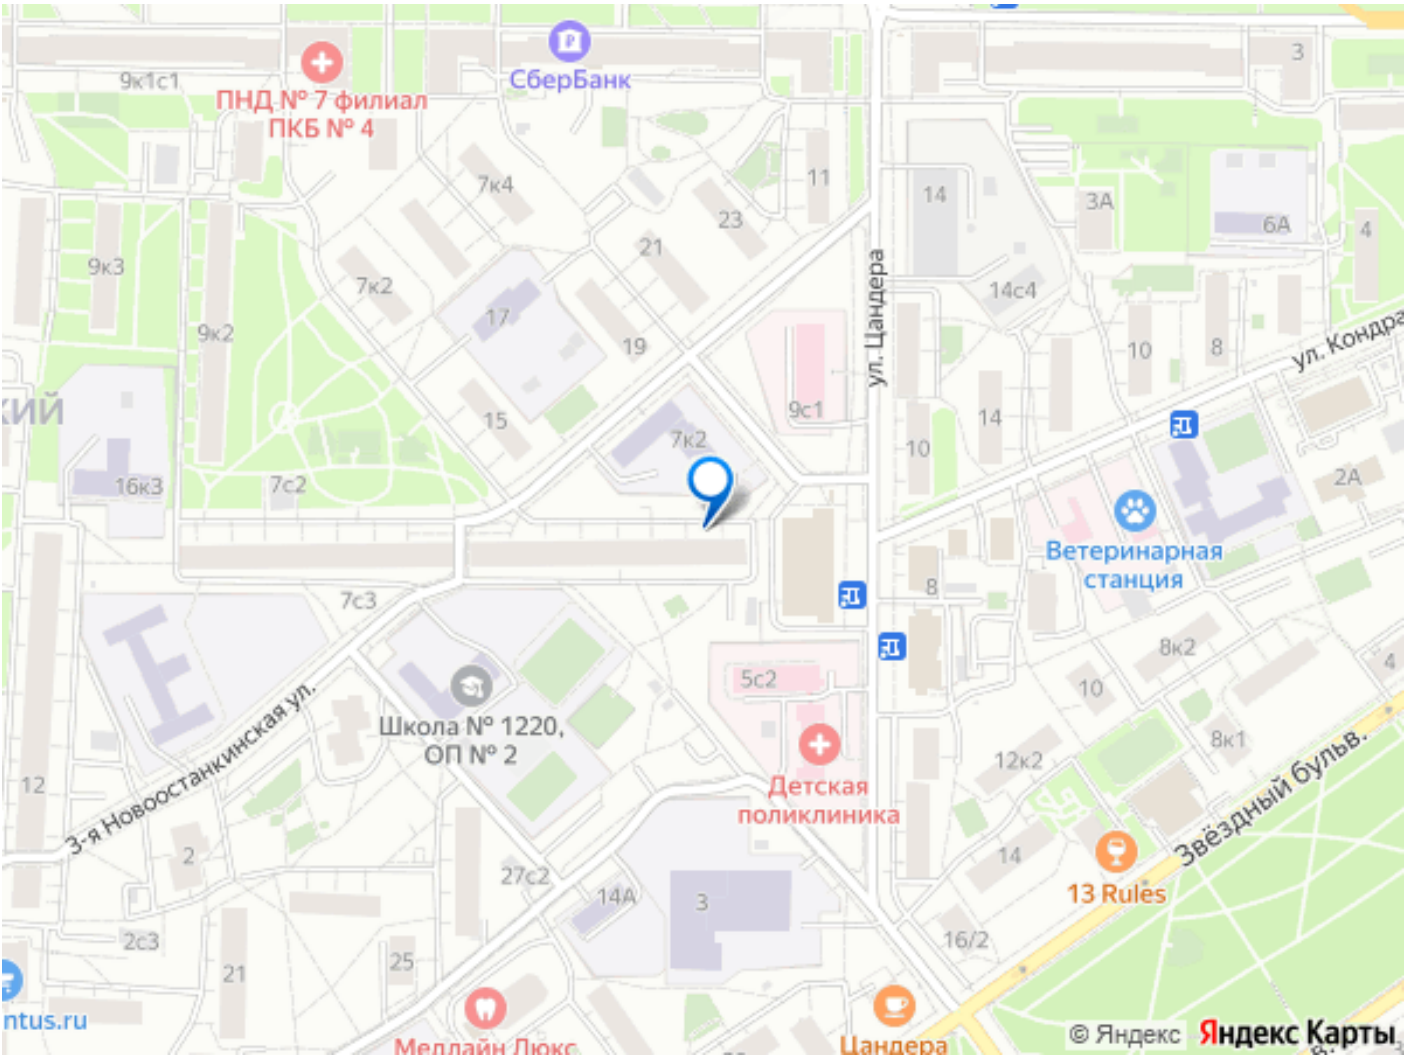 3
9к1с1
СберБанк
ПНД № 7 филиал
ПКБ № 4
11
7к4
14
3А
23
6А
4
21
9к3
ул. Цандера
7к2
14с4
17
9к2
19
10
8
ул. Кондра
кий
15
9с1
14
7к2
10
16к3
7с2
2А
Ветеринарная
станция
8
7с3
8к2
4
5с2
10
3-я Новоостанкинская ул.
Школа № 1220,
ОП № 2
8к1
Звёздный бульв.
12к2
12
Детская
поликлиника
2
14
27с2
13 Rules
14А
3
2с3
16/2
25
21
ntus.ru
Медлайн Люкс
Цандера
© Яндекс Яндекс Карты